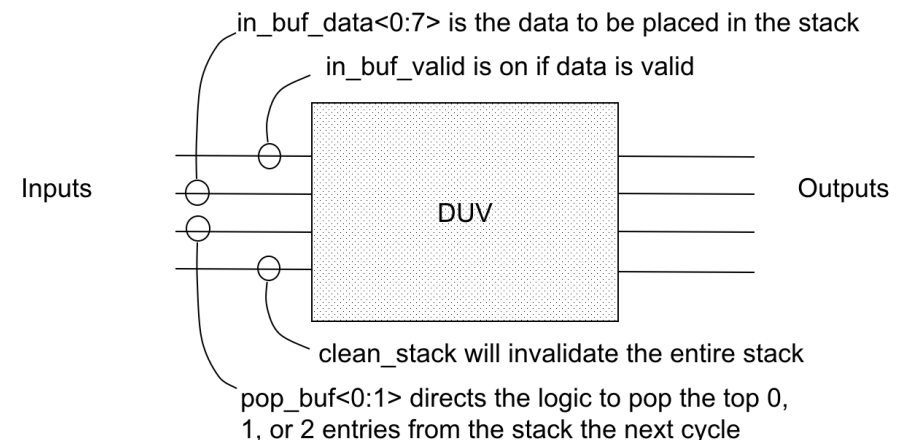 in_buf_data<0:7> is the data to be placed in the stack
in_buf_valid is on if data is valid
Inputs
Outputs
DUV
clean_stack will invalidate the entire stack
pop_buf<0:1> directs the logic to pop the top 0,
1, or 2 entries from the stack the next cycle